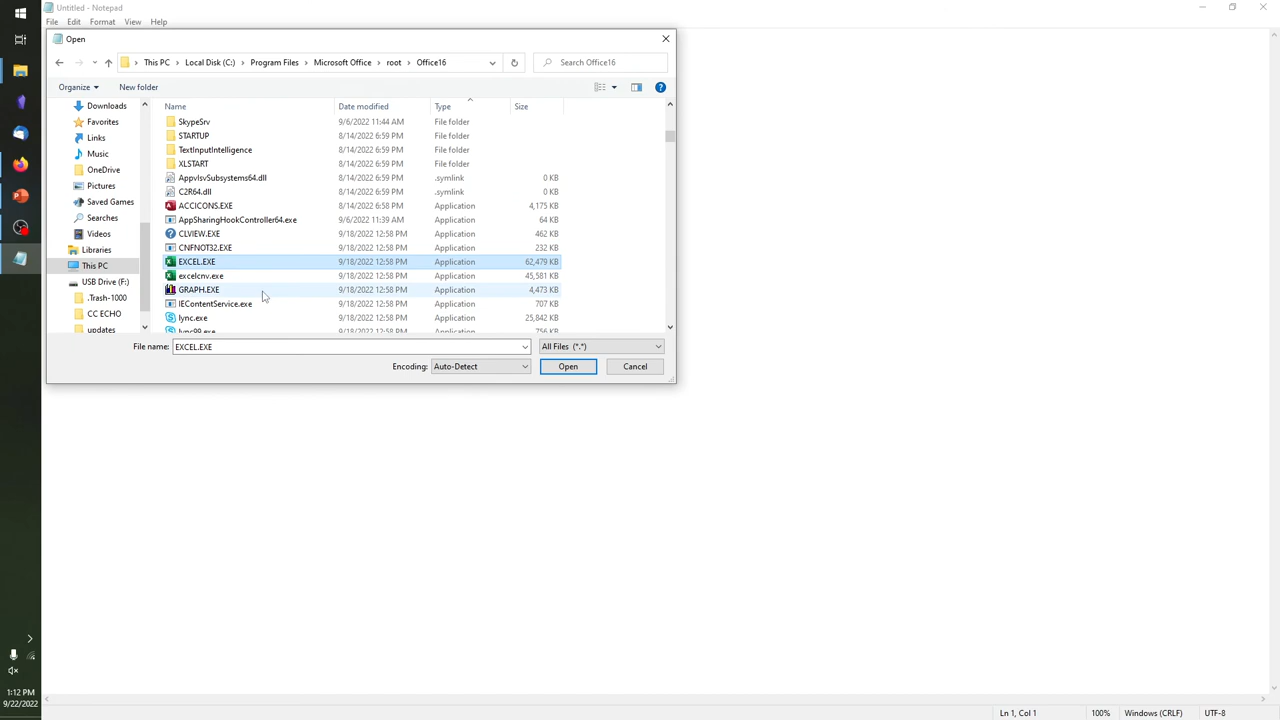 Untitled - Notepad
File Edit Format View Help
Open
This PC › Local Disk (C:) › Program Files › Microsoft Office › root › Office16
Search Office16
Organize New folder
Name Date modified Type Size
Downloads
Favorites
Links
Music
OneDrive
Pictures
Saved Games
Searches
Videos
Libraries
This PC
USB Drive (F:)
.Trash-1000
CC ECHO
updates
SkypeSrv 9/6/2022 11:44 AM File folder
STARTUP 8/14/2022 6:59 PM File folder
TextInputIntelligence 8/14/2022 6:59 PM File folder
XLSTART 8/14/2022 6:59 PM File folder
AppvIsvSubsystems64.dll 8/14/2022 6:59 PM .symlink 0 KB
C2R64.dll 8/14/2022 6:59 PM .symlink 0 KB
ACCICONS.EXE 8/14/2022 6:58 PM Application 4,175 KB
AppSharingHookController64.exe 9/6/2022 11:39 AM Application 64 KB
CLVIEW.EXE 9/18/2022 12:58 PM Application 462 KB
CNFNOT32.EXE 9/18/2022 12:58 PM Application 232 KB
EXCEL.EXE 9/18/2022 12:58 PM Application 62,479 KB
excelcnv.exe 9/18/2022 12:58 PM Application 45,581 KB
GRAPH.EXE 9/18/2022 12:58 PM Application 4,473 KB
IEContentService.exe 9/18/2022 12:58 PM Application 707 KB
lync.exe 9/18/2022 12:58 PM Application 25,842 KB
lync99.exe 9/18/2022 12:58 PM Application 756 KB
File name: EXCEL.EXE All Files (*.*)
Encoding: Auto-Detect Open Cancel
1:12 PM
9/22/2022
Ln 1, Col 1 100% Windows (CRLF) UTF-8